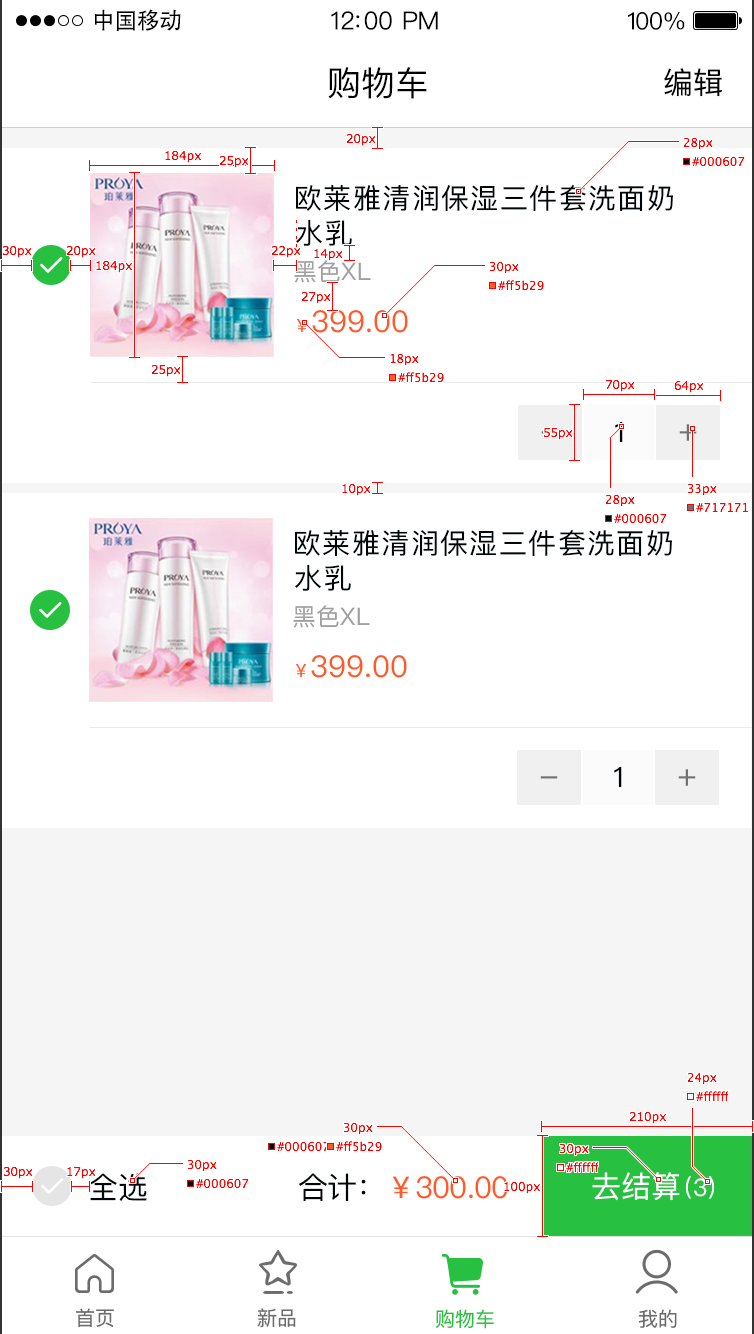 中国移动 12:00 PM 100%
购物车 编辑
20px
28px
#000607
184px 25px
PRŌYA
珀莱雅
欧莱雅清润保湿三件套洗面奶
水乳
30px 20px 184px 22px 14px
黑色XL
30px
#ff5b29
27px
¥399.00
18px
#ff5b29
25px
70px 64px
55px 1 +
10px
28px
#000607
33px
#717171
PRŌYA
珀莱雅
欧莱雅清润保湿三件套洗面奶
水乳
黑色XL
¥399.00
− 1 +
24px
#ffffff
210px
30px
#000607 #ff5b29
30px
#ffffff
30px 17px
30px
#000607
全选 合计： ¥300.00 100px 去结算(3)
首页 新品 购物车 我的